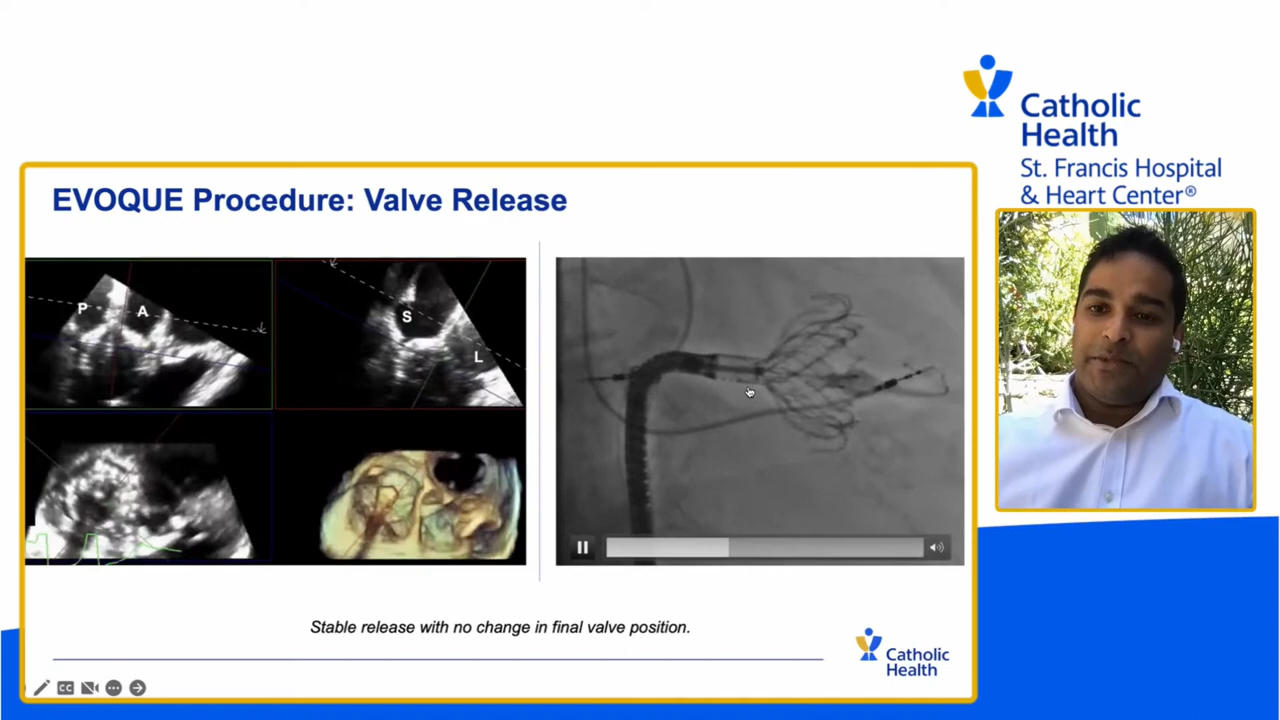 Catholic
Health
St. Francis Hospital
& Heart Center®
EVOQUE Procedure: Valve Release
P
A
S
L
Stable release with no change in final valve position.
Catholic
Health
CC